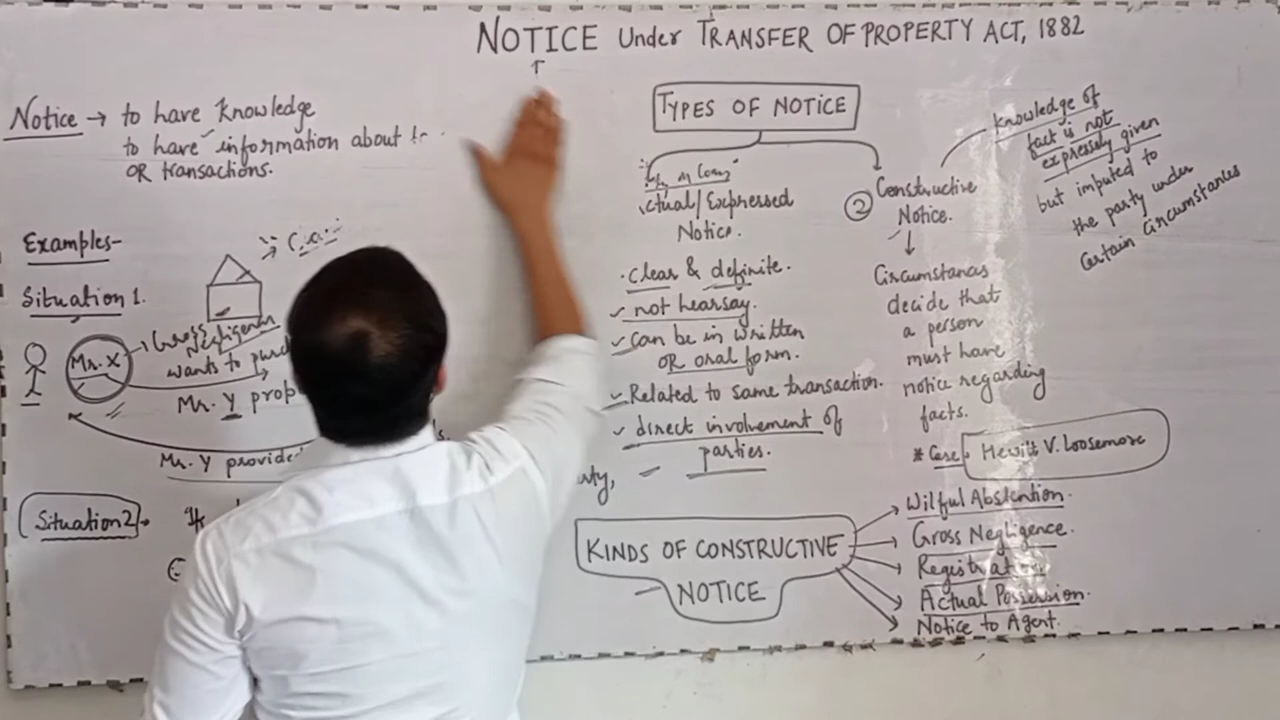 NOTICE Under TRANSFER OF PROPERTY ACT, 1882
Notice → to have Knowledge
to have information about
OR transactions.
Examples-
Situation 1.
Mr. X
Gross
Negligence
wants to purch
Mr. Y prop
Mr. Y provided
Situation 2
TYPES OF NOTICE
ctual/Expressed
Notice.
clear & definite.
not hearsay.
can be in written
OR oral form.
Related to same transaction.
direct involvement of
parties.
② Constructive
Notice.
Knowledge of
fact is not
expressely given
but imputed to
the party under
Certain Circumstances
Circumstances
decide that
a person
must have
notice regarding
facts.
* Case Hewitt V. Loosemore
KINDS OF CONSTRUCTIVE
NOTICE
Wilful Abstention.
Gross Negligence.
Registration
Actual Possession.
Notice to Agent.